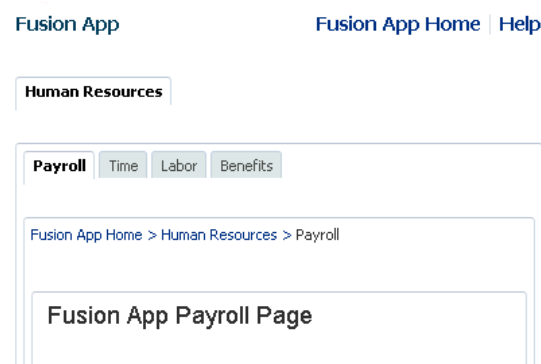 Fusion App Fusion App Home Help
Human Resources
Payroll Time Labor Benefits
Fusion App Home > Human Resources > Payroll
Fusion App Payroll Page